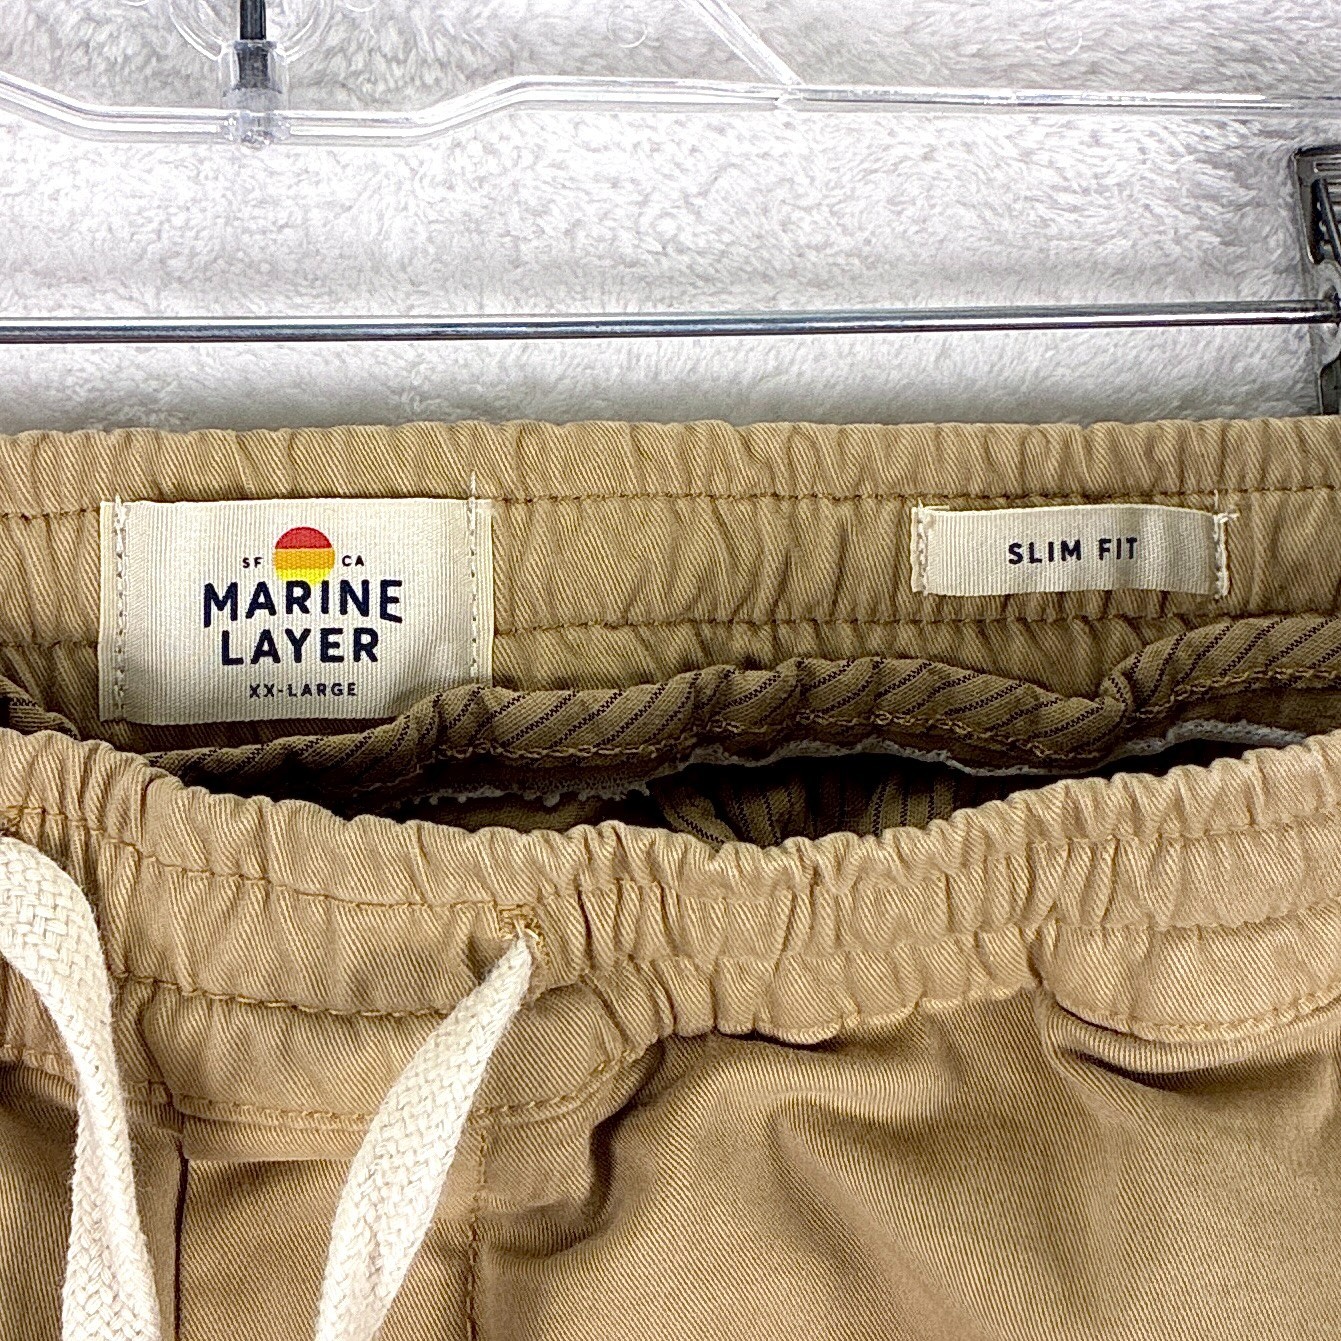 SF CA
MARINE
LAYER
XX-LARGE
SLIM FIT